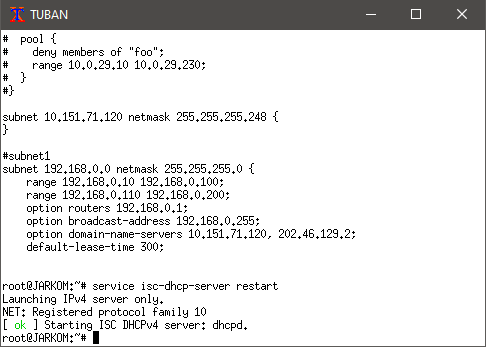 TUBAN
#  pool {
#    deny members of "foo";
#    range 10.0.29.10 10.0.29.230;
#  }
#}
subnet 10.151.71.120 netmask 255.255.255.248 {
}
#subnet1
subnet 192.168.0.0 netmask 255.255.255.0 {
    range 192.168.0.10 192.168.0.100;
    range 192.168.0.110 192.168.0.200;
    option routers 192.168.0.1;
    option broadcast-address 192.168.0.255;
    option domain-name-servers 10.151.71.120, 202.46.129.2;
    default-lease-time 300;
root@JARKOM:~# service isc-dhcp-server restart
Launching IPv4 server only.
NET: Registered protocol family 10
[ ok ] Starting ISC DHCPv4 server: dhcpd.
root@JARKOM:~#